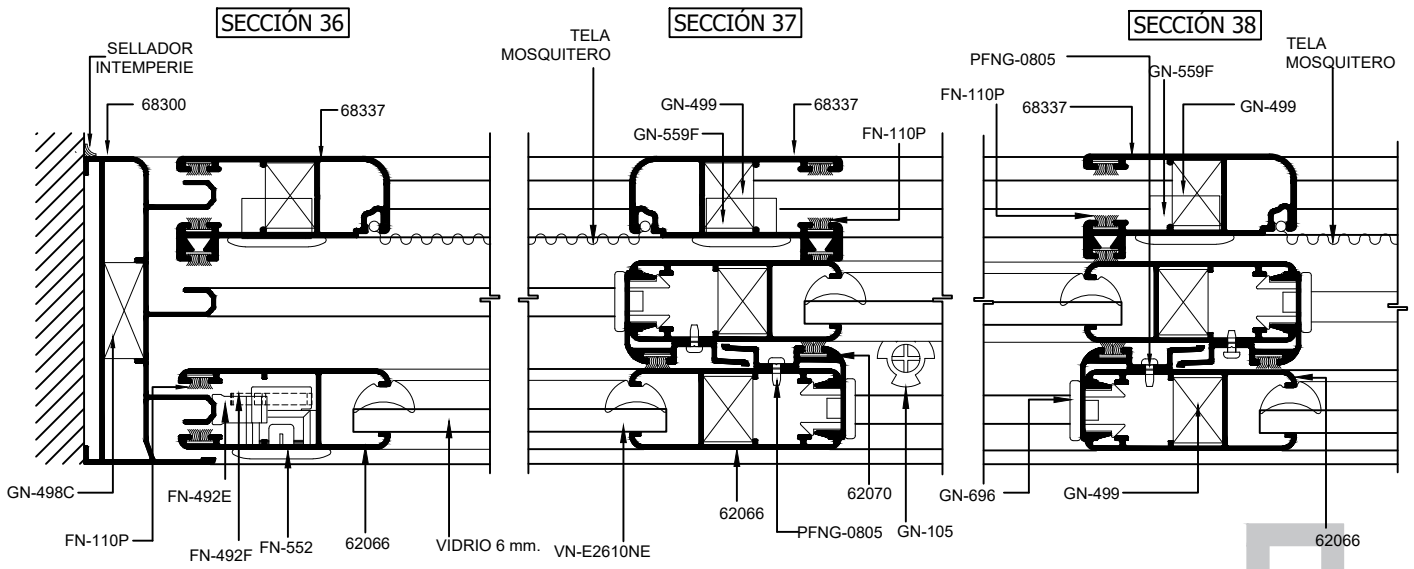 SECCIÓN 36
SELLADOR
INTEMPERIE
68300
68337
GN-498C
FN-110P
FN-492E
FN-492F
FN-552
62066
VIDRIO 6 mm.
SECCIÓN 37
TELA
MOSQUITERO
GN-499
GN-559F
68337
FN-110P
VN-E2610NE
62066
PFNG-0805
62070
GN-105
SECCIÓN 38
PFNG-0805
GN-559F
TELA
MOSQUITERO
FN-110P
68337
GN-499
GN-696
GN-499
62066